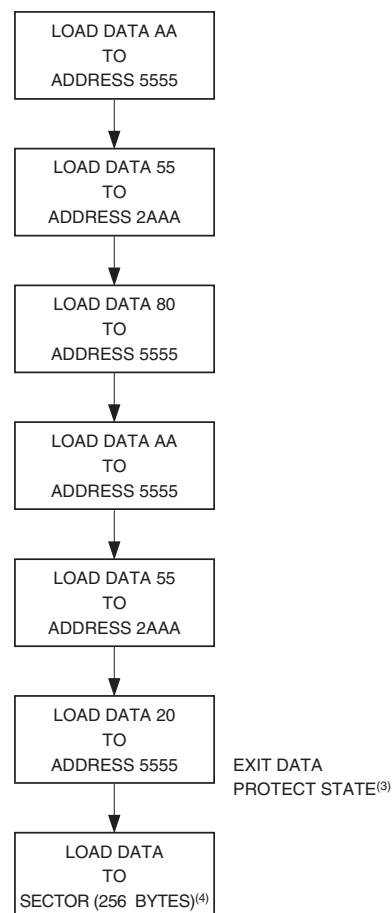 LOAD DATA AA
TO
ADDRESS 5555
LOAD DATA 55
TO
ADDRESS 2AAA
LOAD DATA 80
TO
ADDRESS 5555
LOAD DATA AA
TO
ADDRESS 5555
LOAD DATA 55
TO
ADDRESS 2AAA
LOAD DATA 20
TO
ADDRESS 5555
EXIT DATA
PROTECT STATE(3)
LOAD DATA
TO
SECTOR (256 BYTES)(4)